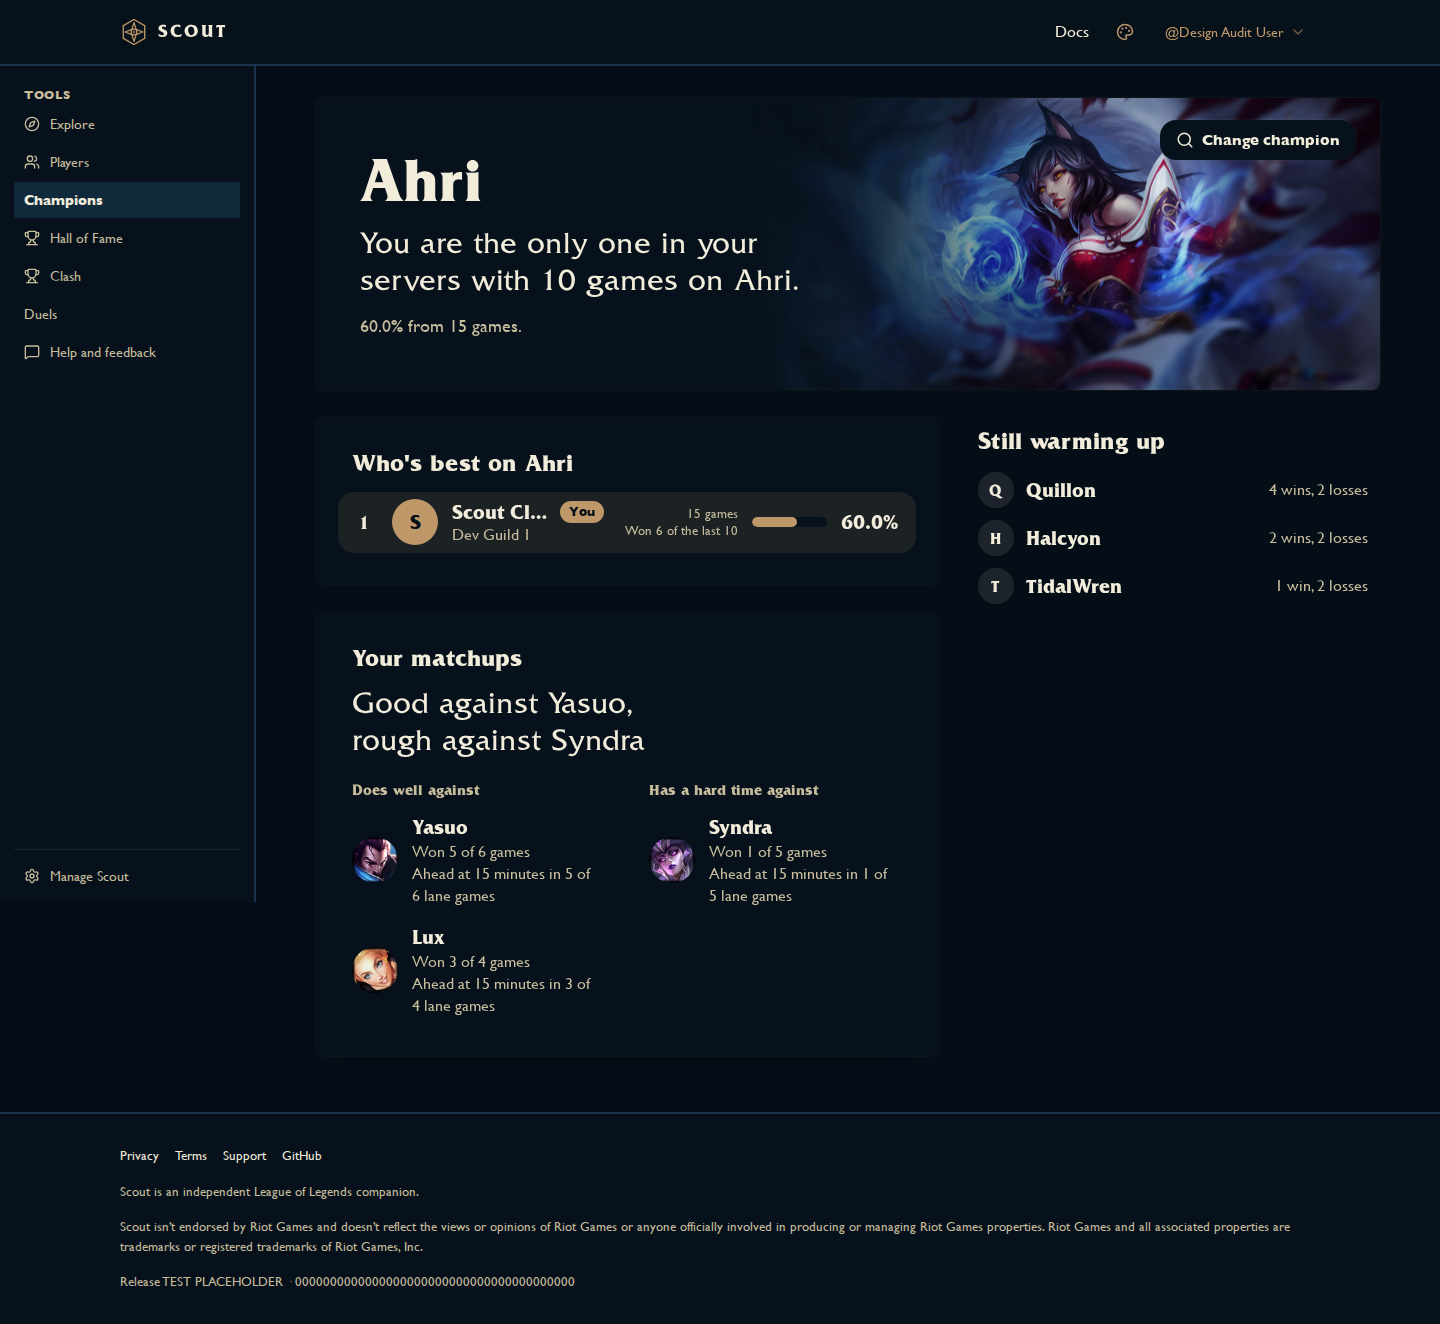 SCOUT
Docs
@Design Audit User
TOOLS
Explore
Players
Champions
Hall of Fame
Clash
Duels
Help and feedback
Manage Scout
Change champion
Ahri
You are the only one in your
servers with 10 games on Ahri.
60.0% from 15 games.
Who's best on Ahri
1
S
Scout Cl...
You
Dev Guild 1
15 games
Won 6 of the last 10
60.0%
Still warming up
Q
Quillon
4 wins, 2 losses
H
Halcyon
2 wins, 2 losses
T
TidalWren
1 win, 2 losses
Your matchups
Good against Yasuo,
rough against Syndra
Does well against
Yasuo
Won 5 of 6 games
Ahead at 15 minutes in 5 of
6 lane games
Lux
Won 3 of 4 games
Ahead at 15 minutes in 3 of
4 lane games
Has a hard time against
Syndra
Won 1 of 5 games
Ahead at 15 minutes in 1 of
5 lane games
Privacy Terms Support GitHub
Scout is an independent League of Legends companion.
Scout isn't endorsed by Riot Games and doesn't reflect the views or opinions of Riot Games or anyone officially involved in producing or managing Riot Games properties. Riot Games and all associated properties are
trademarks or registered trademarks of Riot Games, Inc.
Release TEST PLACEHOLDER · 0000000000000000000000000000000000000000